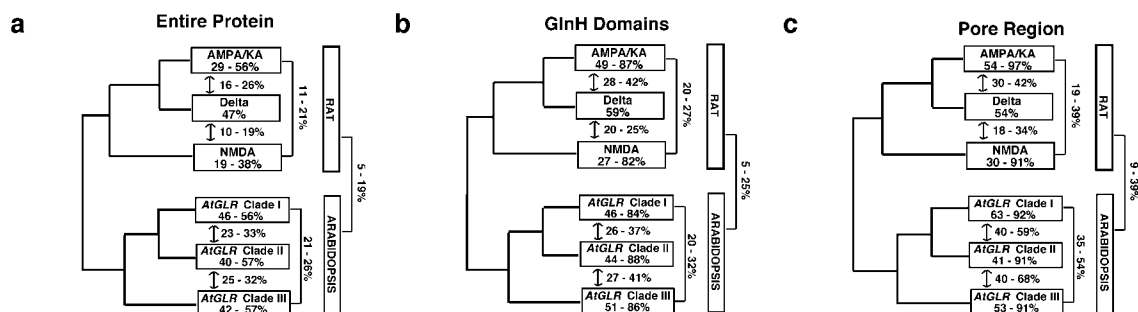 a
Entire Protein
AMPA/KA
29 - 56%
16 - 26%
Delta
47%
10 - 19%
NMDA
19 - 38%
11 - 21%
RAT
5 - 19%
AtGLR Clade I
46 - 56%
23 - 33%
AtGLR Clade II
40 - 57%
25 - 32%
AtGLR Clade III
42 - 57%
21 - 26%
ARABIDOPSIS
b
GlnH Domains
AMPA/KA
49 - 87%
28 - 42%
Delta
59%
20 - 25%
NMDA
27 - 82%
20 - 27%
RAT
5 - 25%
AtGLR Clade I
46 - 84%
26 - 37%
AtGLR Clade II
44 - 88%
27 - 41%
AtGLR Clade III
51 - 86%
20 - 32%
ARABIDOPSIS
c
Pore Region
AMPA/KA
54 - 97%
30 - 42%
Delta
54%
18 - 34%
NMDA
30 - 91%
19 - 39%
RAT
9 - 39%
AtGLR Clade I
63 - 92%
40 - 59%
AtGLR Clade II
41 - 91%
40 - 68%
AtGLR Clade III
53 - 91%
35 - 54%
ARABIDOPSIS